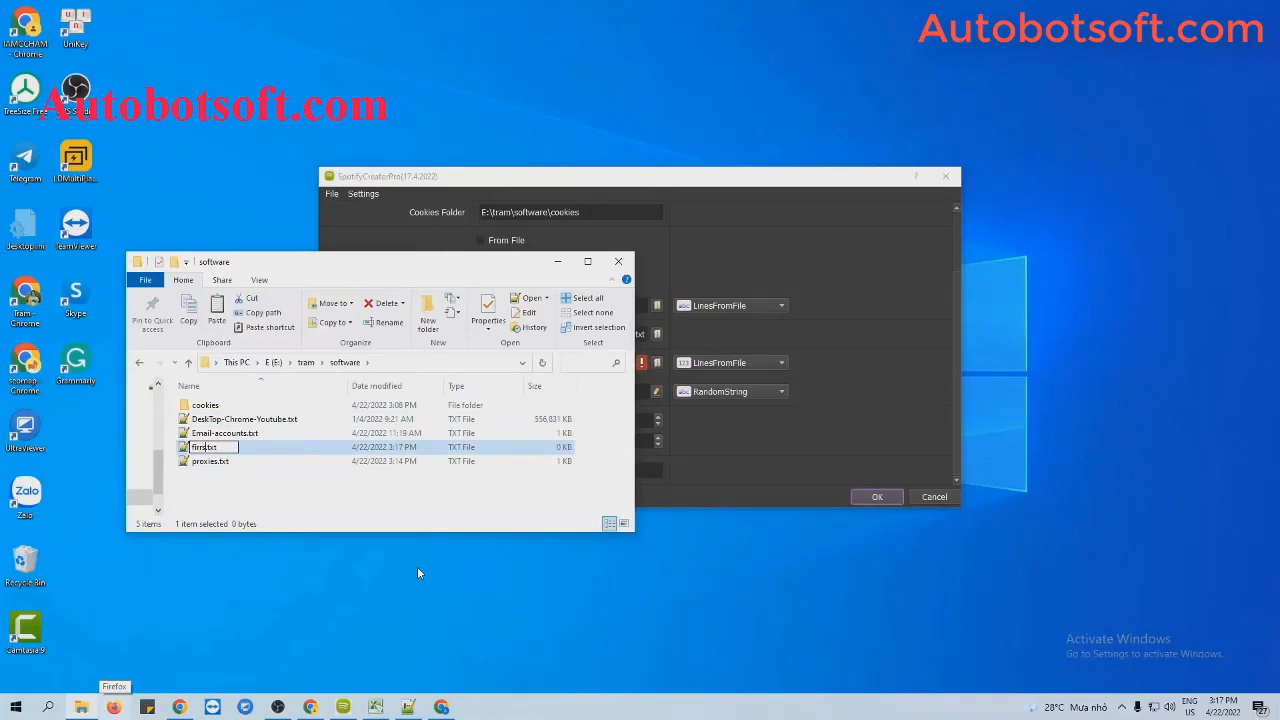 Autobotsoft.com
Autobotsoft.com
IAMCCHAM - Chrome
UniKey
TreeSize Free
Telegram
LDMultiPla...
desktop.ini
TeamViewer
Tram - Chrome
Skype
seomap - Chrome
Grammarly
UltraViewer
Zalo
Recycle Bin
Camtasia 9
SpotifyCreatorPro(17.4.2022)
?
File Settings
Cookies Folder E:\tram\software\cookies
From File
LinesFromFile
txt
LinesFromFile
RandomString
OK Cancel
software
File Home Share View
Pin to Quick access
Copy
Paste
Cut
Copy path
Paste shortcut
Clipboard
Move to
Copy to
Delete
Rename
Organize
New folder
New
Properties
Open
Edit
History
Open
Select all
Select none
Invert selection
Select
This PC > E (E:) > tram > software >
Name Date modified Type Size
cookies 4/22/2022 3:08 PM File folder
DeskTop-Chrome-Youtube.txt 1/4/2022 9:21 AM TXT File 556,831 KB
Email-accounts.txt 4/22/2022 11:19 AM TXT File 1 KB
4/22/2022 3:17 PM TXT File 0 KB
proxies.txt 4/22/2022 3:14 PM TXT File 1 KB
5 items 1 item selected 0 bytes
Activate Windows
Go to Settings to activate Windows.
Firefox
28°C Mưa nhỏ
ENG
US
3:17 PM
4/22/2022
27